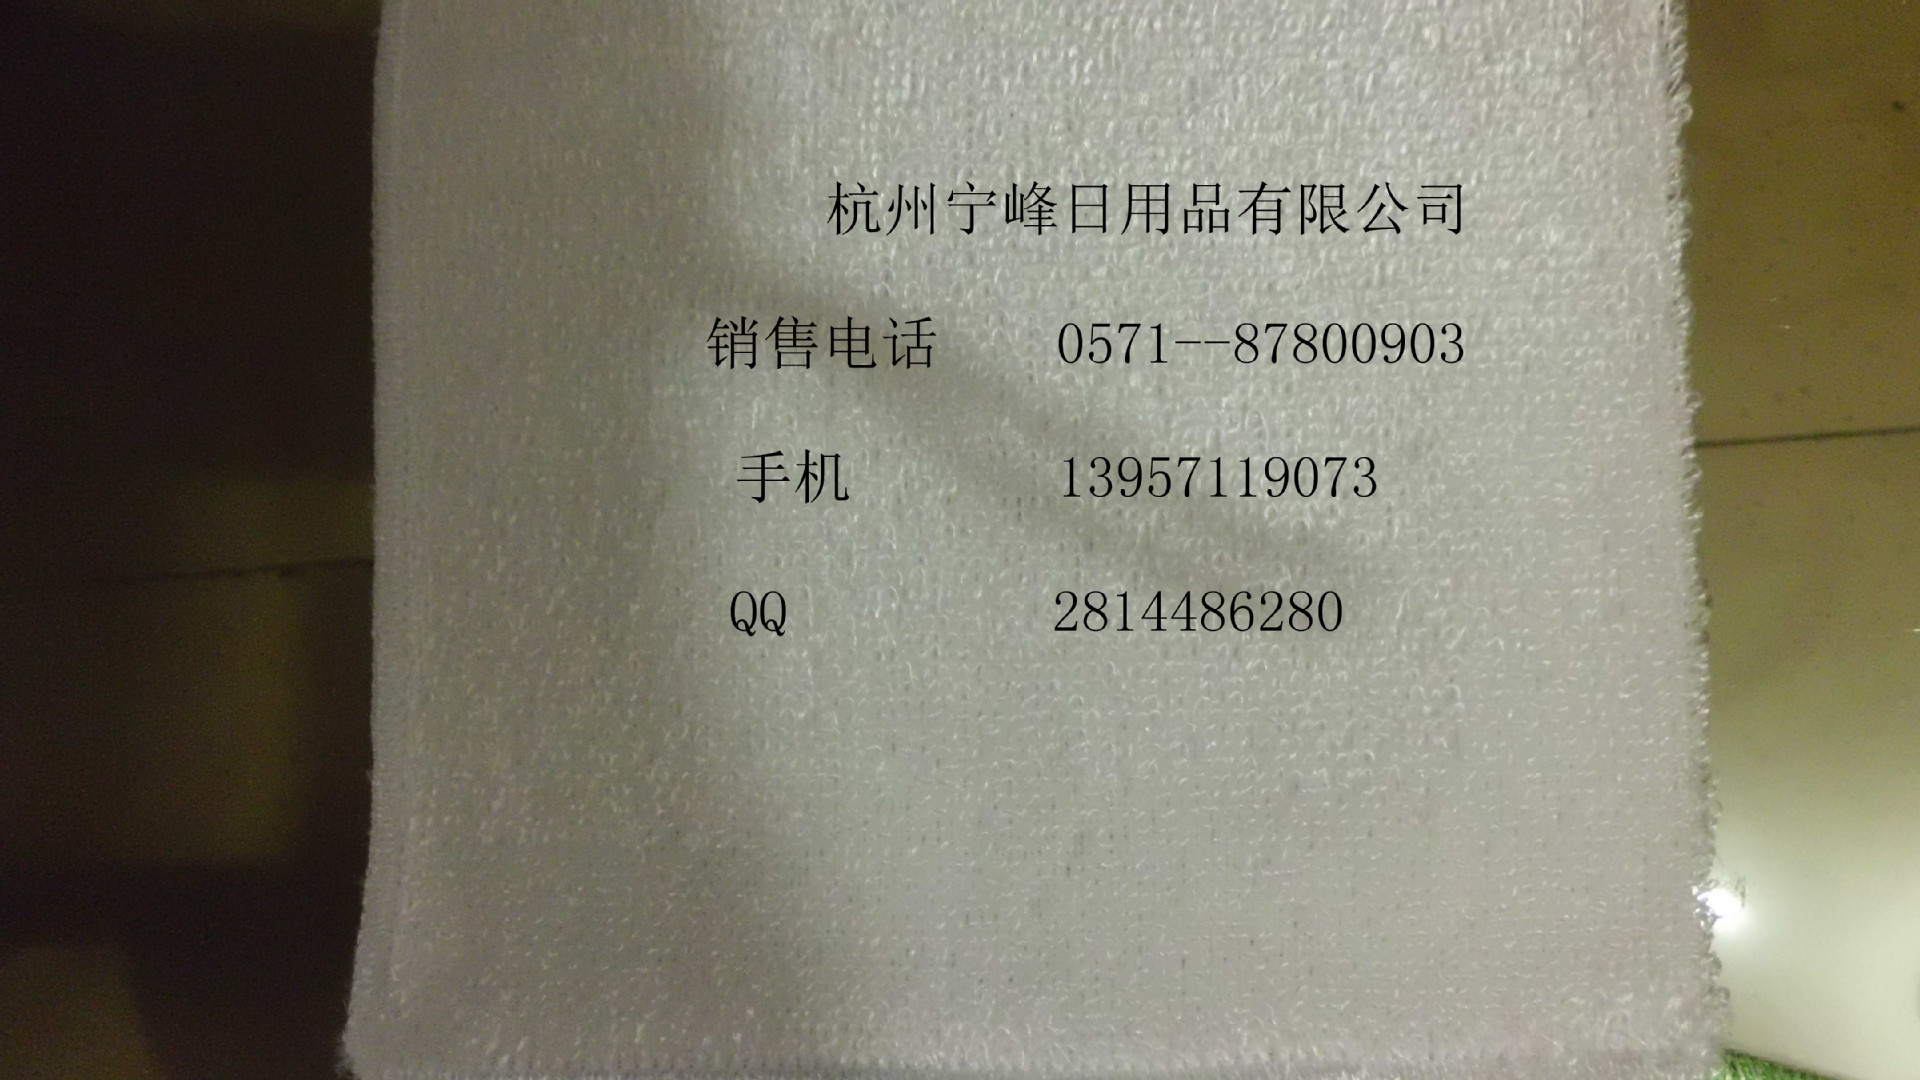 杭州宁峰日用品有限公司
销售电话 0571--87800903
手机 13957119073
QQ 2814486280